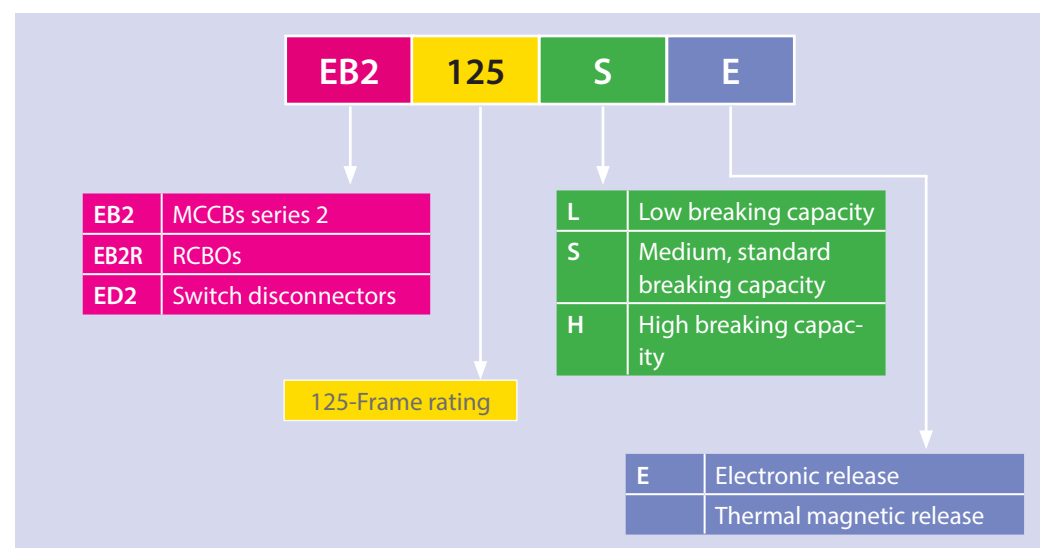 EB2 125 S E
EB2 MCCBs series 2
EB2R RCBOs
ED2 Switch disconnectors
L Low breaking capacity
S Medium, standard
breaking capacity
H High breaking capac-
ity
125-Frame rating
E Electronic release
Thermal magnetic release